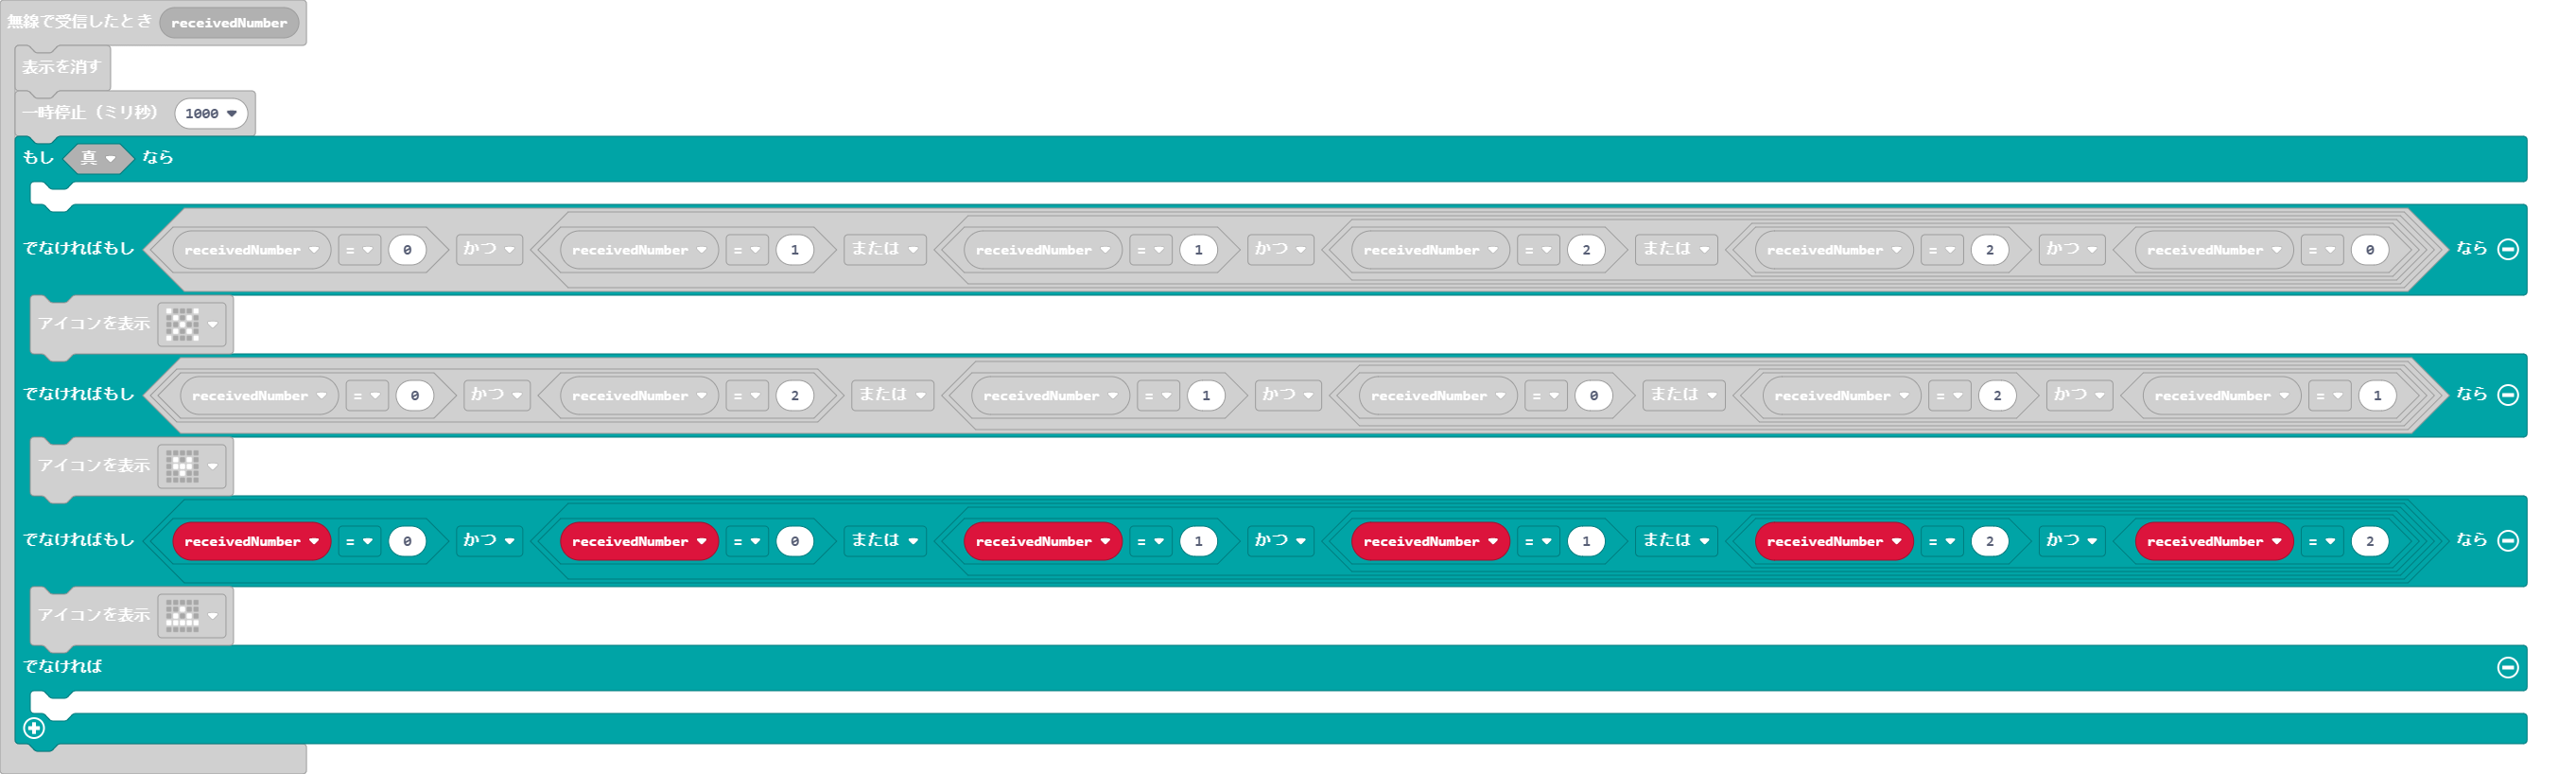 無線で受信したとき receivedNumber
表示を消す
一時停止（ミリ秒） 1000
もし 真 なら
でなければもし receivedNumber = 0 かつ receivedNumber = 1 または receivedNumber = 1 かつ receivedNumber = 2 または receivedNumber = 2 かつ receivedNumber = 0 なら
アイコンを表示
でなければもし receivedNumber = 0 かつ receivedNumber = 2 または receivedNumber = 1 かつ receivedNumber = 0 または receivedNumber = 2 かつ receivedNumber = 1 なら
アイコンを表示
でなければもし receivedNumber = 0 かつ receivedNumber = 0 または receivedNumber = 1 かつ receivedNumber = 1 または receivedNumber = 2 かつ receivedNumber = 2 なら
アイコンを表示
でなければ